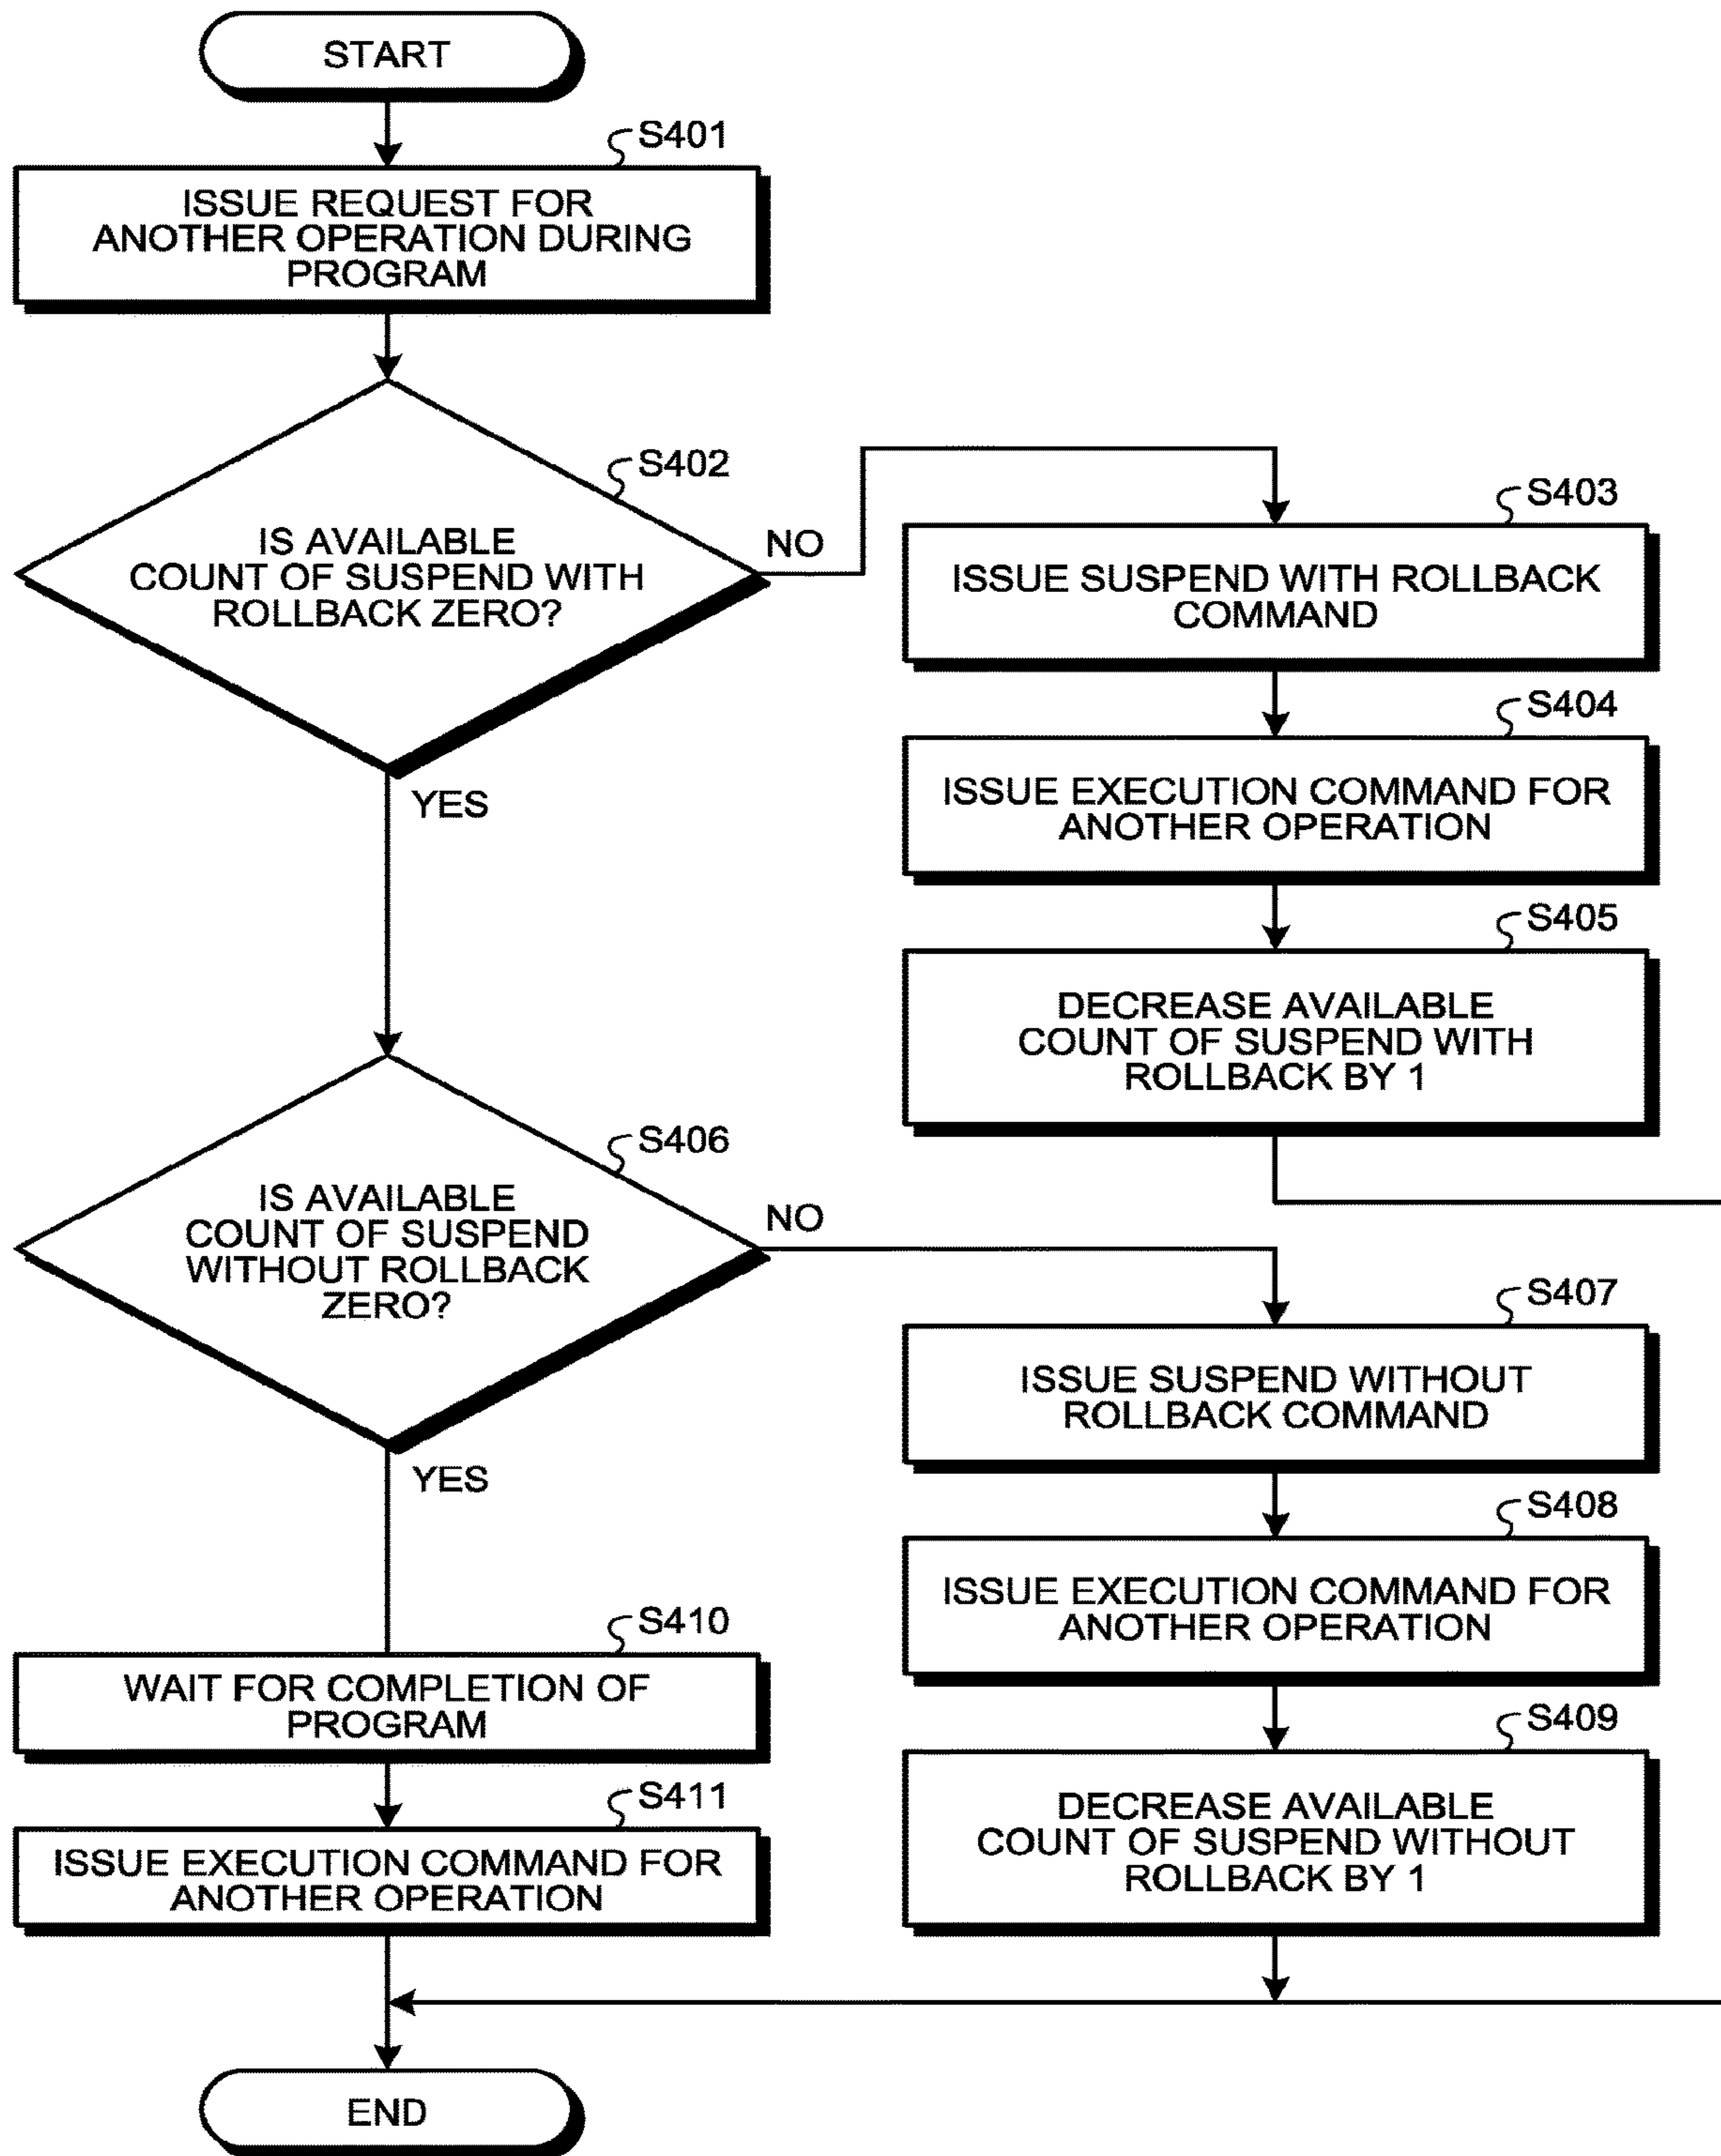 START
S401
ISSUE REQUEST FOR
ANOTHER OPERATION DURING
PROGRAM
S402
IS AVAILABLE
COUNT OF SUSPEND WITH
ROLLBACK ZERO?
NO
YES
S403
ISSUE SUSPEND WITH ROLLBACK
COMMAND
S404
ISSUE EXECUTION COMMAND FOR
ANOTHER OPERATION
S405
DECREASE AVAILABLE
COUNT OF SUSPEND WITH
ROLLBACK BY 1
S406
IS AVAILABLE
COUNT OF SUSPEND
WITHOUT ROLLBACK
ZERO?
NO
YES
S407
ISSUE SUSPEND WITHOUT
ROLLBACK COMMAND
S408
ISSUE EXECUTION COMMAND FOR
ANOTHER OPERATION
S409
DECREASE AVAILABLE
COUNT OF SUSPEND WITHOUT
ROLLBACK BY 1
S410
WAIT FOR COMPLETION OF
PROGRAM
S411
ISSUE EXECUTION COMMAND FOR
ANOTHER OPERATION
END